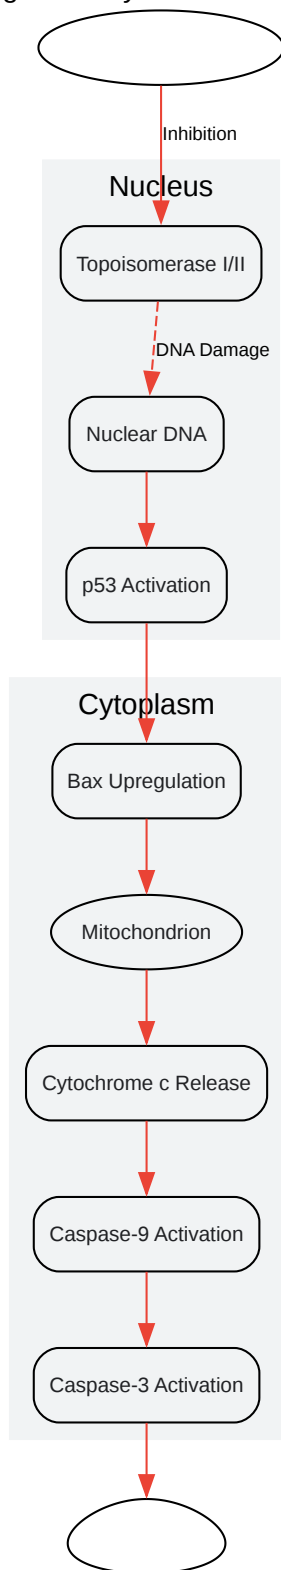 Inhibition
Nucleus
Topoisomerase I/II
DNA Damage
Nuclear DNA
p53 Activation
Cytoplasm
Bax Upregulation
Mitochondrion
Cytochrome c Release
Caspase-9 Activation
Caspase-3 Activation